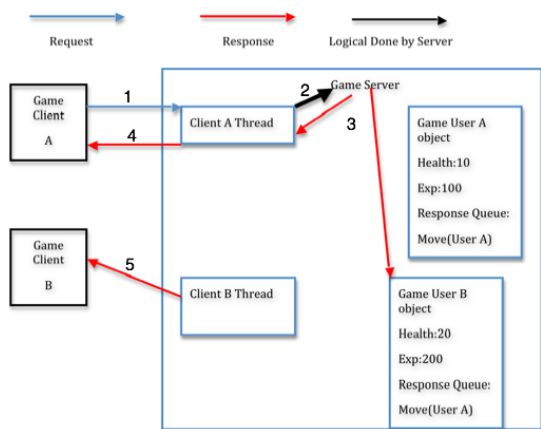 Request
Response
Logical Done by Server
Game
Client
A
1
4
Client A Thread
2
Game Server
3
Game User A
object
Health:10
Exp:100
Response Queue:
Move(User A)
Game
Client
B
5
Client B Thread
Game User B
object
Health:20
Exp:200
Response Queue:
Move(User A)